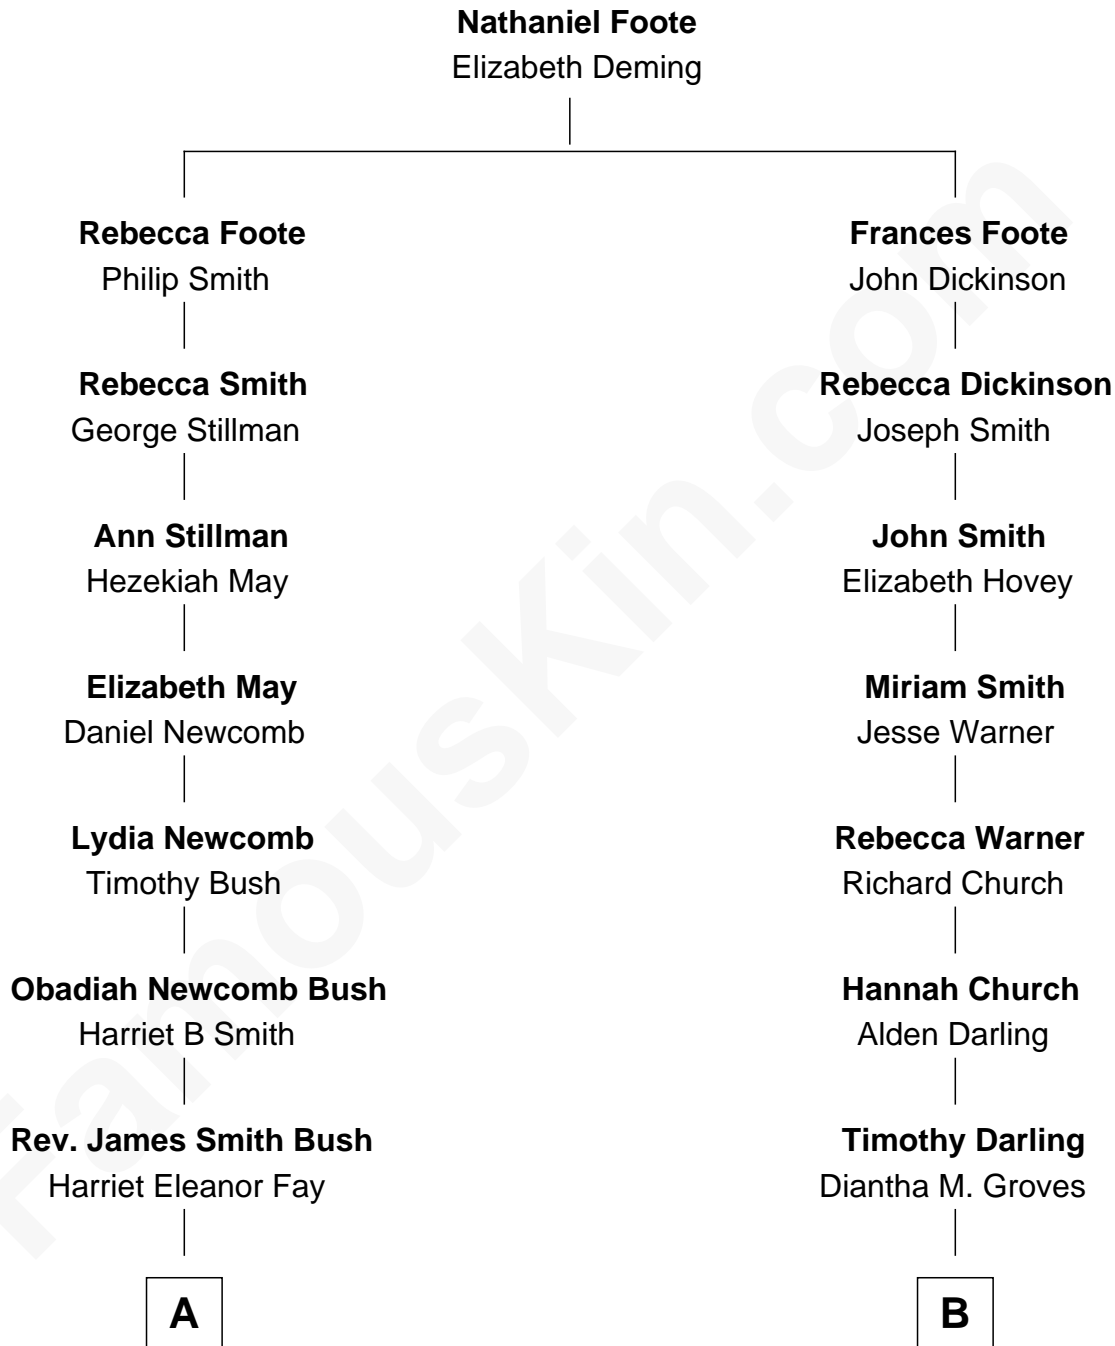 Nathaniel Foote
Elizabeth Deming
Rebecca Foote
Philip Smith
Frances Foote
John Dickinson
Rebecca Smith
George Stillman
Rebecca Dickinson
Joseph Smith
Ann Stillman
Hezekiah May
John Smith
Elizabeth Hovey
Elizabeth May
Daniel Newcomb
Miriam Smith
Jesse Warner
Lydia Newcomb
Timothy Bush
Rebecca Warner
Richard Church
Obadiah Newcomb Bush
Harriet B Smith
Hannah Church
Alden Darling
Rev. James Smith Bush
Harriet Eleanor Fay
Timothy Darling
Diantha M. Groves
A
B
FamousKin.com